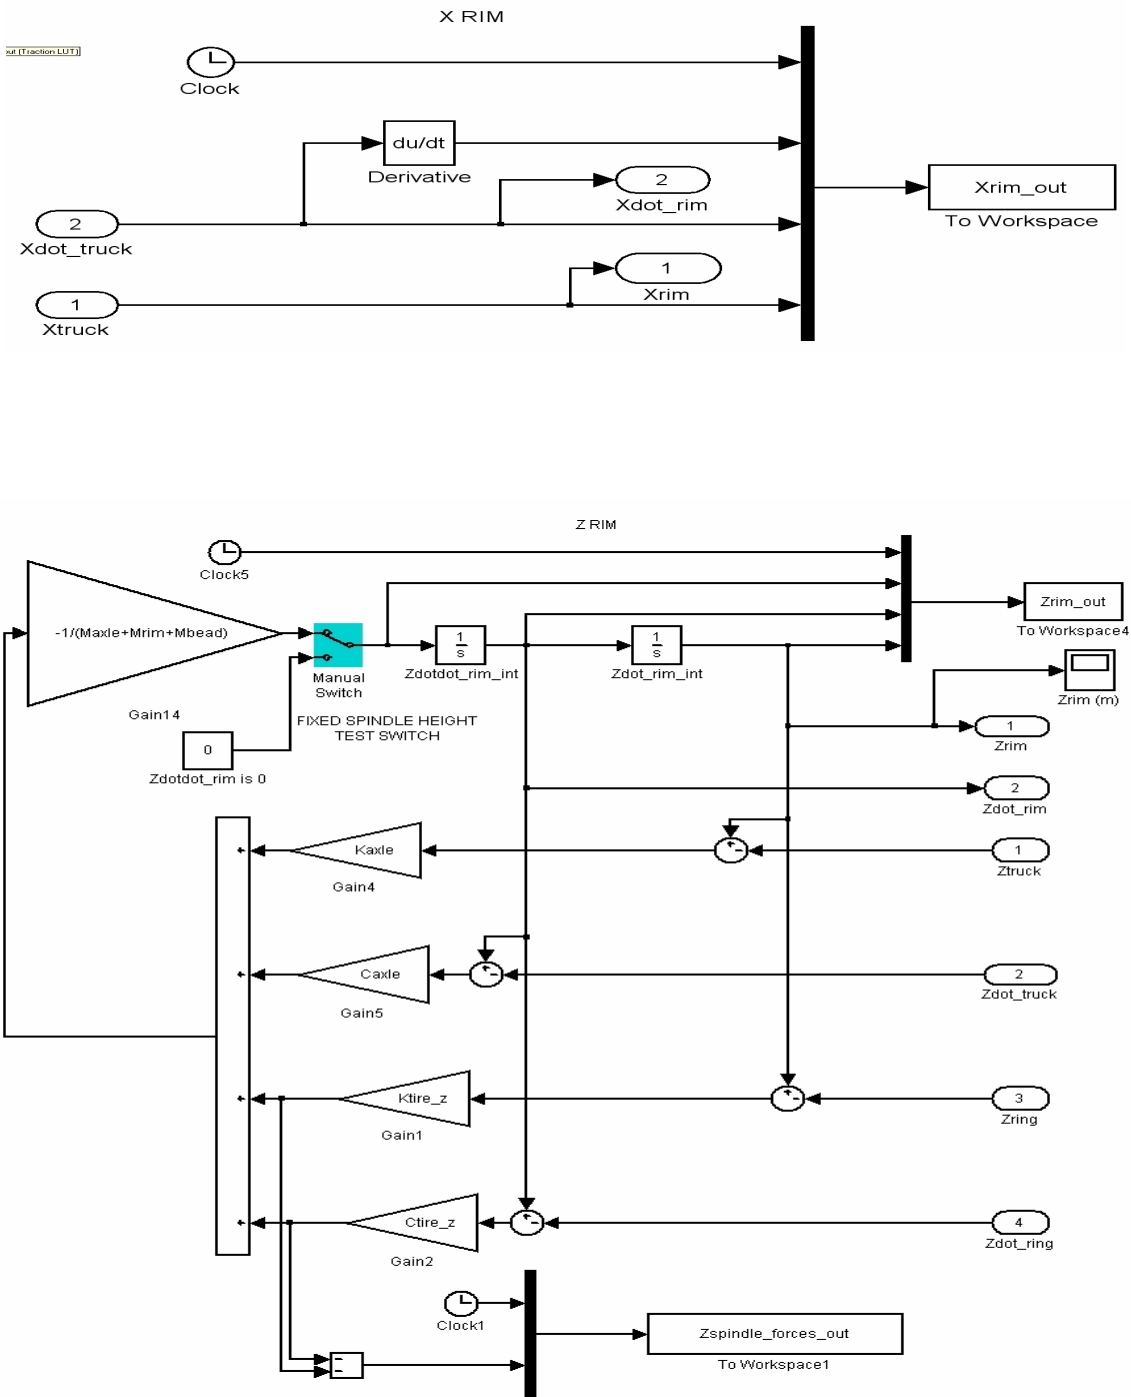 X RIM
out (Traction LUT)
Clock
du/dt
Derivative
2
Xdot_rim
Xrim_out
To Workspace
2
Xdot_truck
1
Xrim
1
Xtruck
Z RIM
Clock5
-1/(Maxle+Mrim+Mbead)
Gain14
Manual
Switch
1
s
Zdotdot_rim_int
1
s
Zdot_rim_int
Zrim_out
To Workspace4
Zrim (m)
FIXED SPINDLE HEIGHT
TEST SWITCH
0
Zdotdot_rim is 0
1
Zrim
2
Zdot_rim
+
Kaxle
Gain4
+
-
1
Ztruck
+
Caxle
Gain5
+
-
2
Zdot_truck
+
Ktire_z
Gain1
+
-
3
Zring
+
Ctire_z
Gain2
+
-
4
Zdot_ring
Clock1
Zspindle_forces_out
To Workspace1
-
-